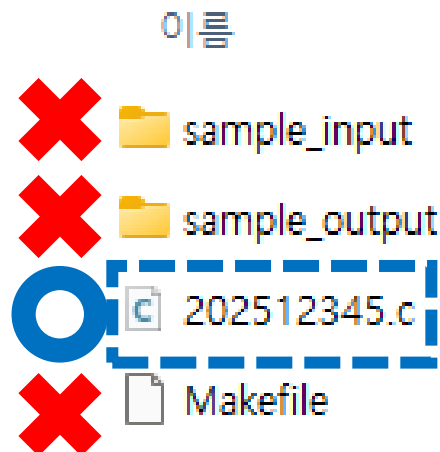 이름
sample_input
sample_output
202512345.c
Makefile